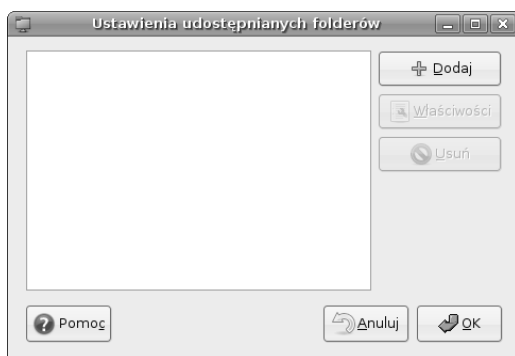 Ustawienia udostępnianych folderów
Dodaj
Właściwości
Usuń
Pomoc
Anuluj
OK